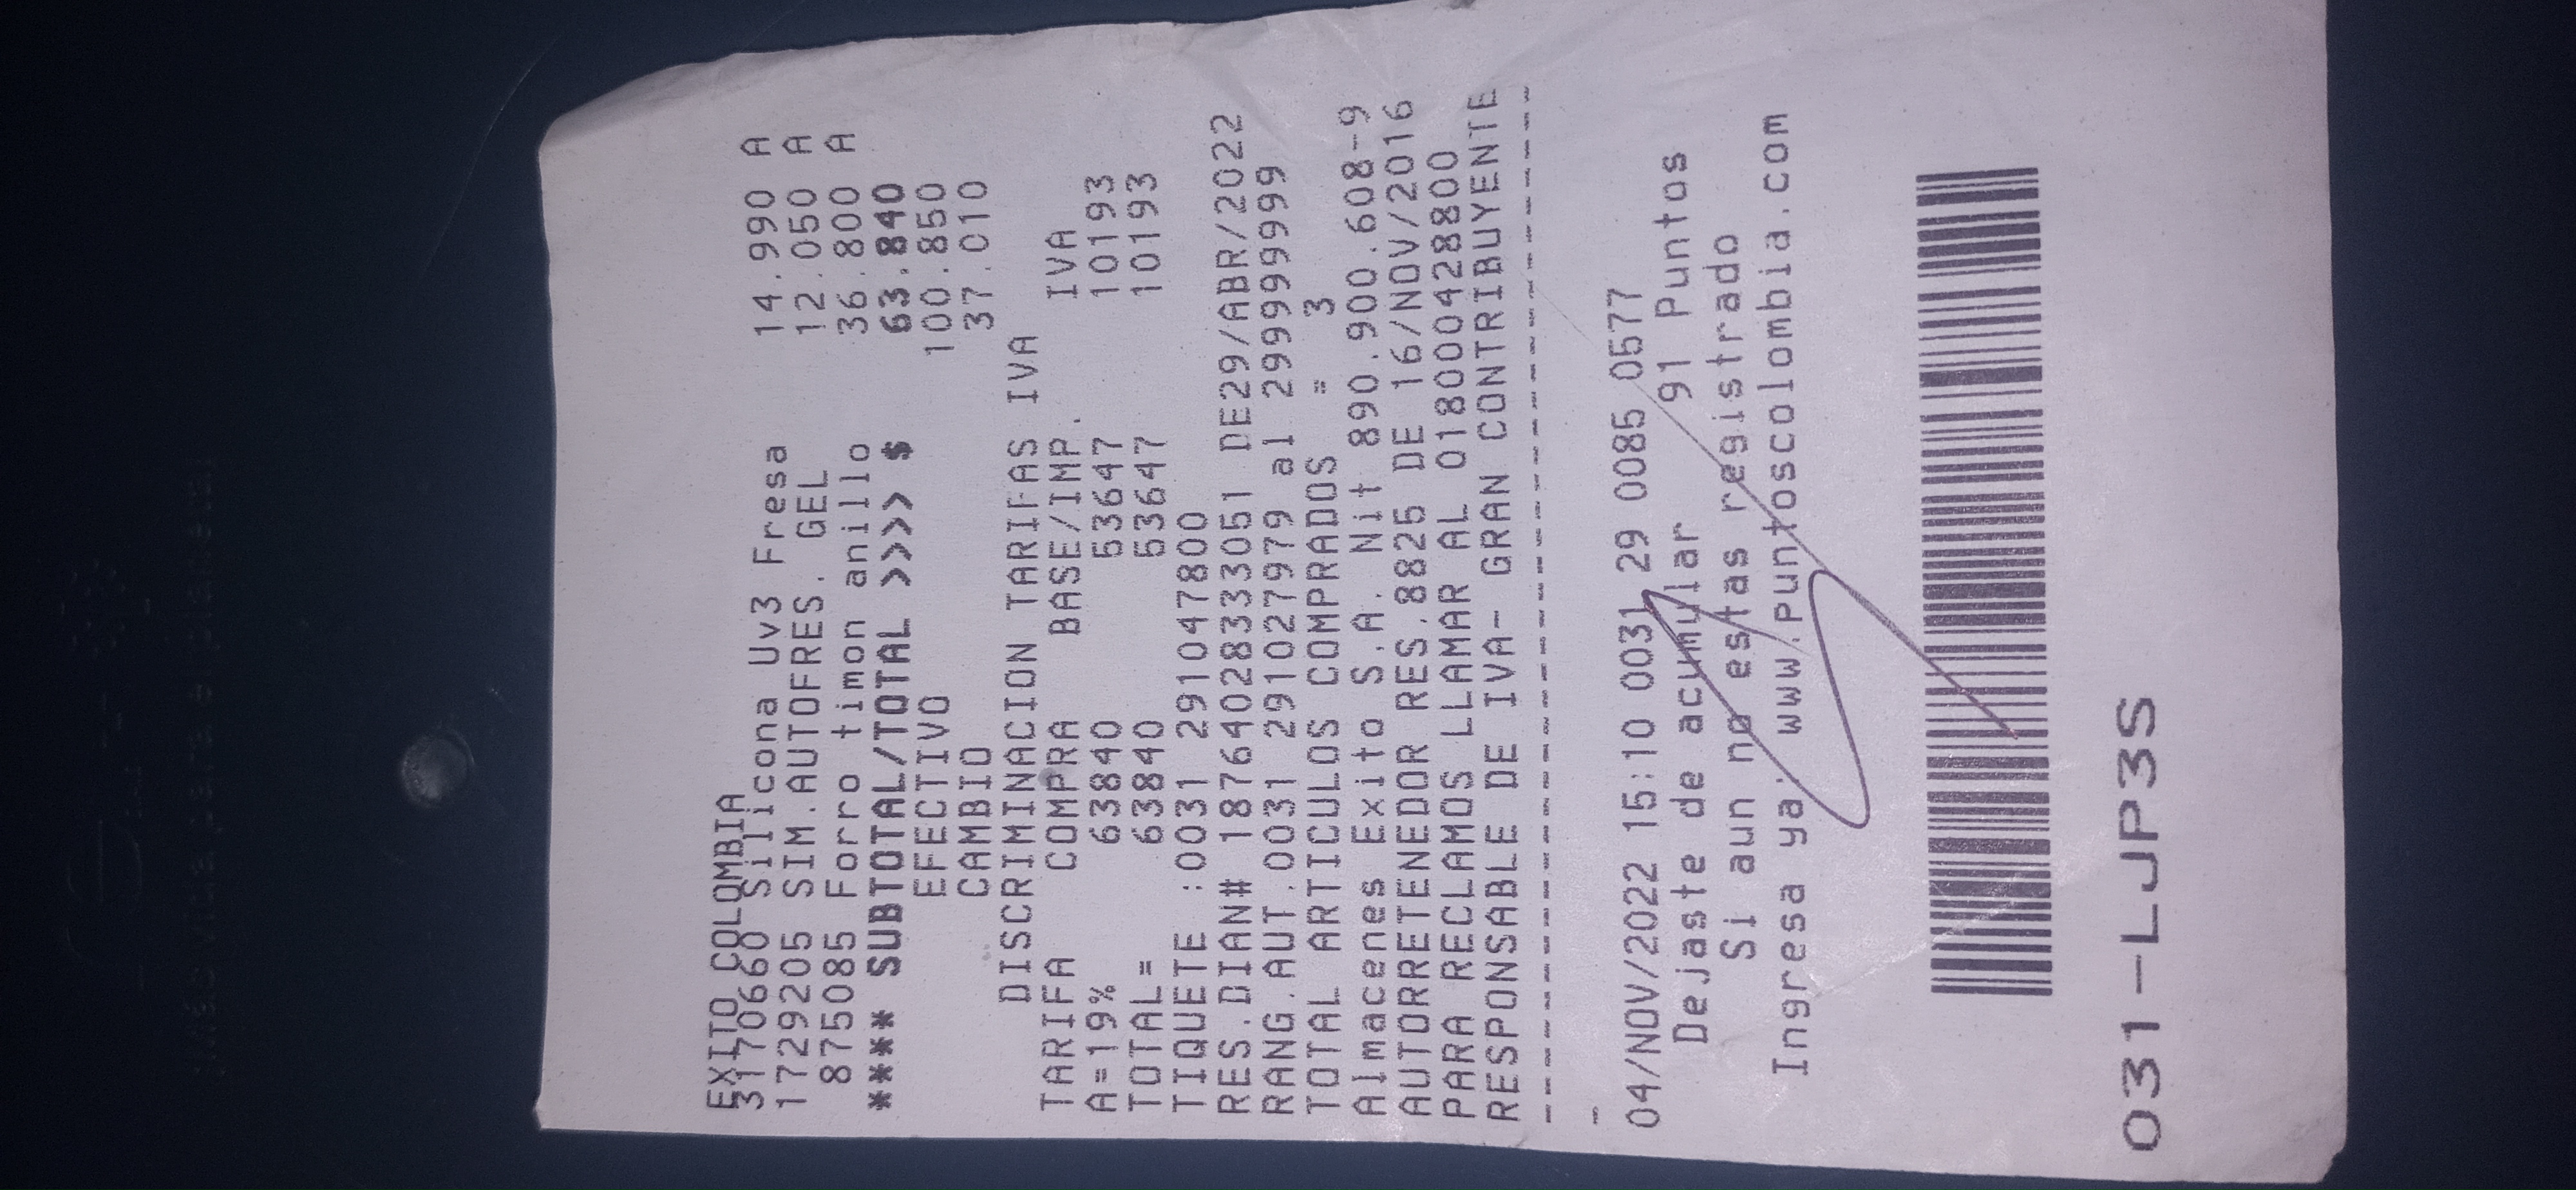 EXITO COLOMBIA
3170660 Silicona Uv3 Fresa 14.990 A
1729205 SIM.AUTOFRES. GEL 12.050 A
875085 Forro timon anillo 36.800 A
**** SUBTOTAL/TOTAL >>>> $ 63.840
EFECTIVO 100.850
CAMBIO 37.010
DISCRIMINACION TARIFAS IVA
TARIFA COMPRA BASE/IMP. IVA
A=19% 63840 53647 10193
TOTAL= 63840 53647 10193
TIQUETE :0031 291047800
RES.DIAN# 18764028333051 DE29/ABR/2022
RANG.AUT.0031 291027979 al 2999999999
TOTAL ARTICULOS COMPRADOS = 3
Almacenes Exito S.A. Nit 890.900.608-9
AUTORRETENEDOR RES.8825 DE 16/NOV/2016
PARA RECLAMOS LLAMAR AL 018000428800
RESPONSABLE DE IVA- GRAN CONTRIBUYENTE
--------------------------------------
04/NOV/2022 15:10 0031 29 0085 0577
Dejaste de acumular 91 Puntos
Si aun no estas registrado
Ingresa ya: www.puntoscolombia.com
031-LJP3S